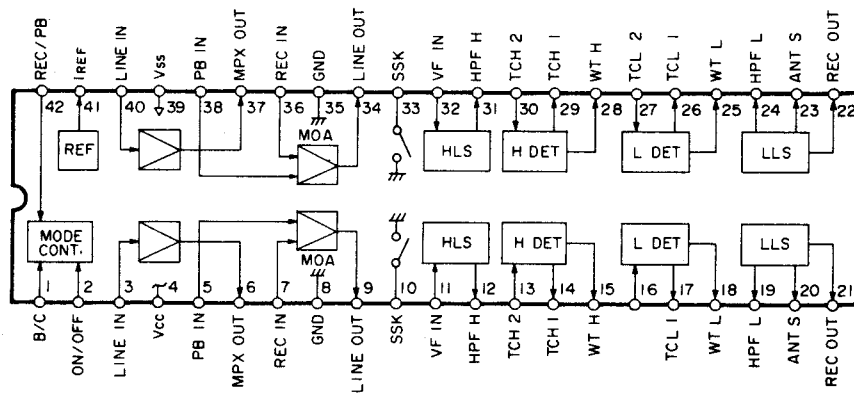 REC/PB
IREF
LINE IN
Vss
PB IN
MPX OUT
REC IN
GND
LINE OUT
SSK
VF IN
HPF H
TCH 2
TCH 1
WT H
TCL 2
TCL 1
WT L
HPF L
ANT S
REC OUT
42 41 40 39 38 37 36 35 34 33 32 31 30 29 28 27 26 25 24 23 22
REF
MOA
HLS
H DET
L DET
LLS
MODE
CONT.
MOA
HLS
H DET
L DET
LLS
1 2 3 4 5 6 7 8 9 10 11 12 13 14 15 16 17 18 19 20 21
B/C
ON/OFF
LINE IN
Vcc
PB IN
MPX OUT
REC IN
GND
LINE OUT
SSK
VF IN
HPF H
TCH 2
TCH 1
WT H
TCL 1
WT L
HPF L
ANT S
REC OUT